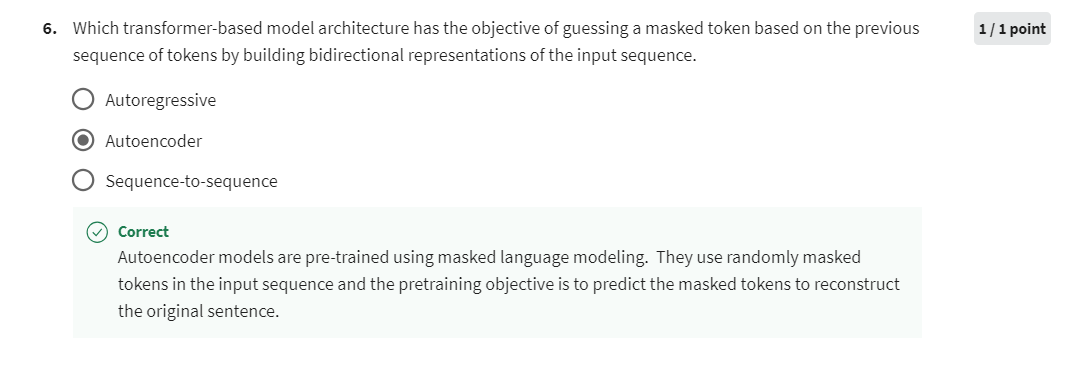 6. Which transformer-based model architecture has the objective of guessing a masked token based on the previous
1 / 1 point
sequence of tokens by building bidirectional representations of the input sequence.
Autoregressive
Autoencoder
Sequence-to-sequence
Correct
Autoencoder models are pre-trained using masked language modeling. They use randomly masked
tokens in the input sequence and the pretraining objective is to predict the masked tokens to reconstruct
the original sentence.